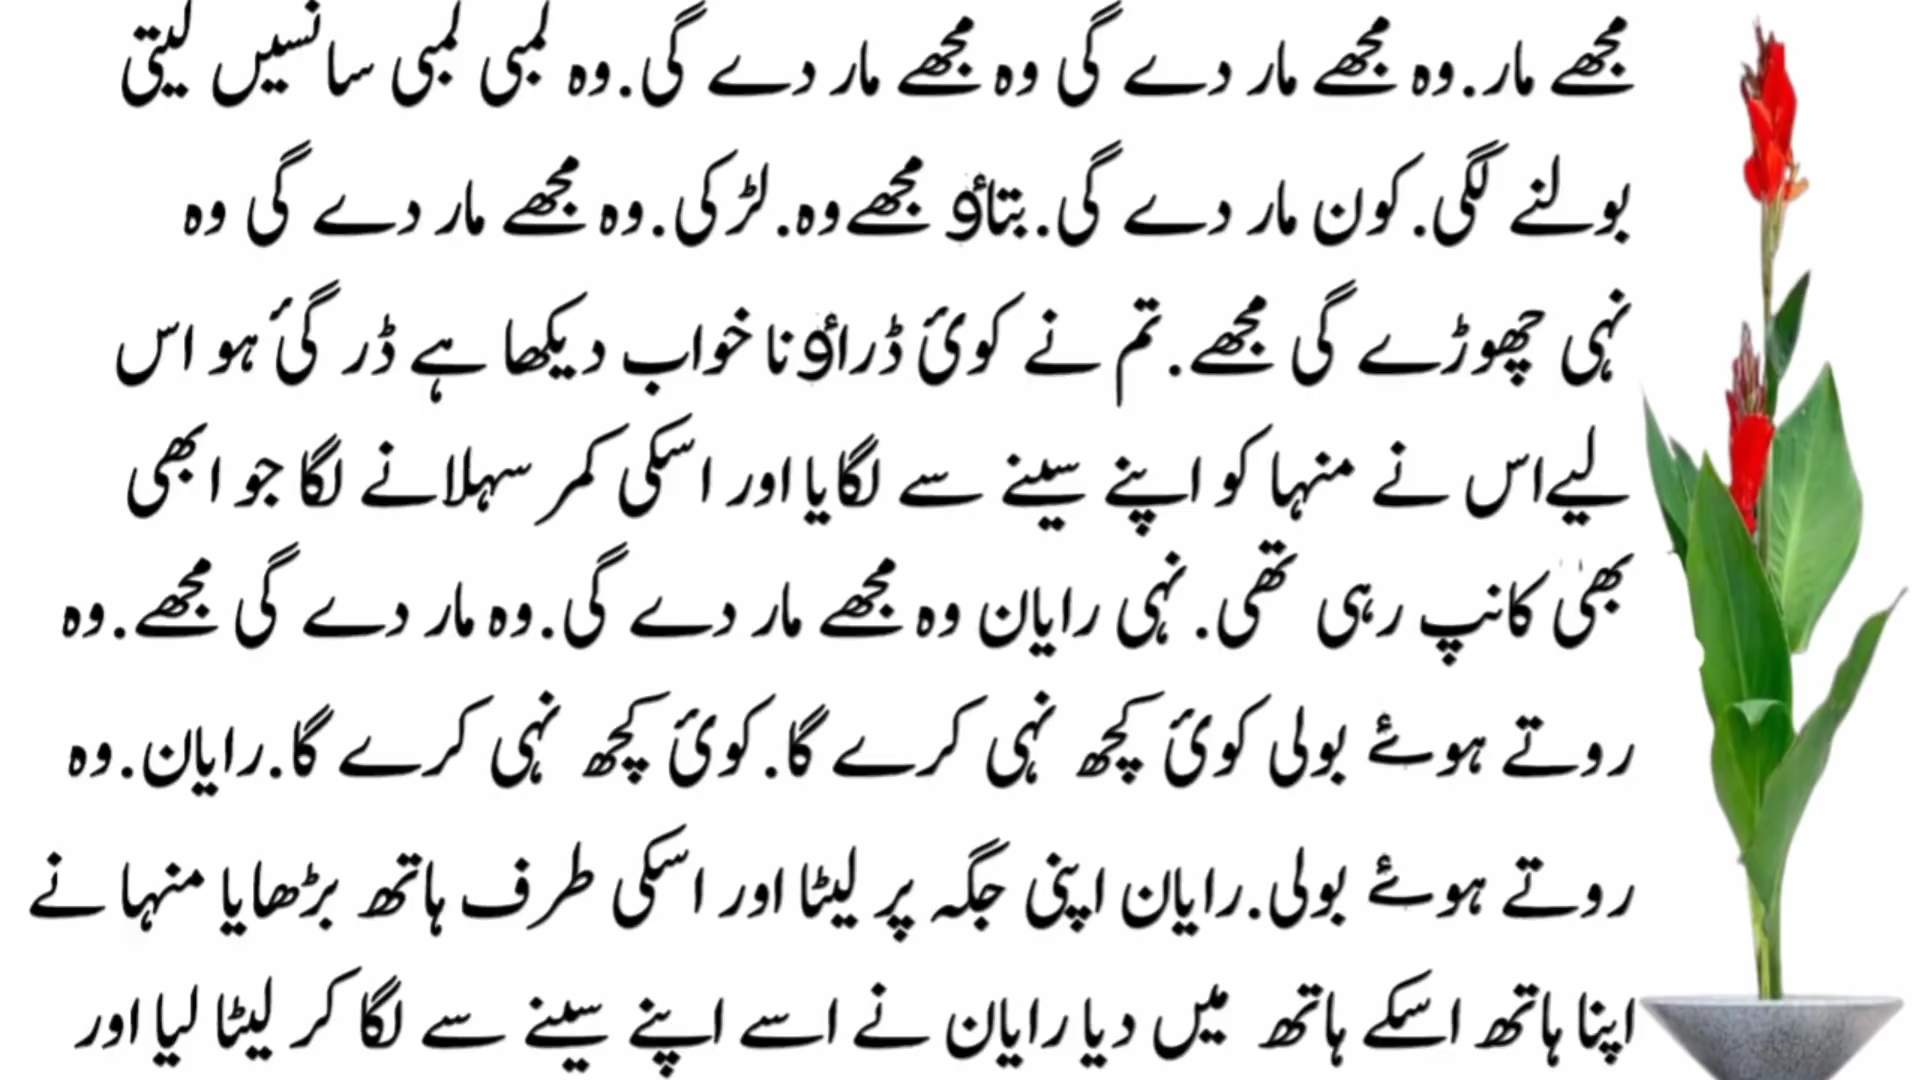 مجھے مار.وہ مجھے مار دے گی وہ مجھے مار دے گی.وہ لمبی لمبی سانسیں لیتی
بولنے لگی.کون مار دے گی.بتاؤ مجھے وہ.لڑکی.وہ مجھے مار دے گی وہ
نہی چھوڑے گی مجھے.تم نے کوئ ڈراؤنا خواب دیکھا ہے ڈر گئ ہو اس
لیےاس نے منہا کو اپنے سینے سے لگایا اور اسکی کمر سہلانے لگا جو ابھی
بھی کانپ رہی تھی.نہی رایان وہ مجھے مار دے گی.وہ مار دے گی مجھے.وہ
روتے ہوئے بولی کوئ کچھ نہی کرے گا.کوئ کچھ نہی کرے گا.رایان.وہ
روتے ہوئے بولی.رایان اپنی جگہ پر لیٹا اور اسکی طرف ہاتھ بڑھایا منہا نے
اپنا ہاتھ اسکے ہاتھ میں دیا رایان نے اسے اپنے سینے سے لگا کر لیٹا لیا اور